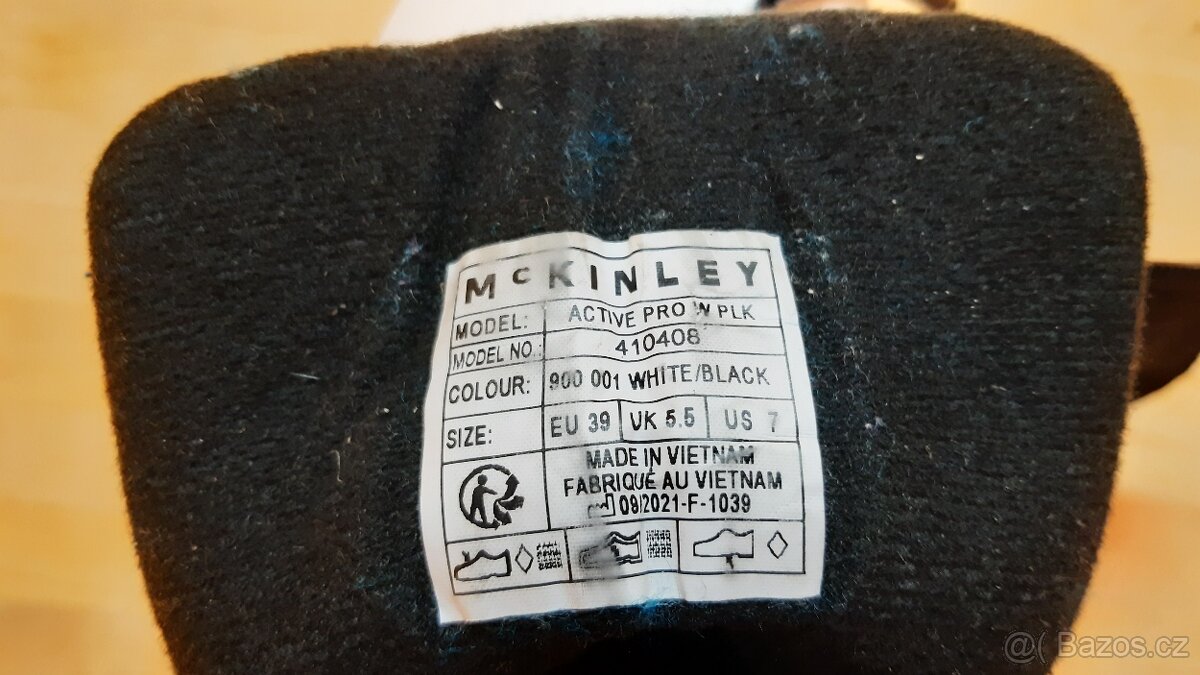 McKINLEY
MODEL: ACTIVE PRO W PLK
MODEL NO.: 410408
COLOUR: 900 001 WHITE/BLACK
SIZE: EU 39 UK 5.5 US 7
MADE IN VIETNAM
FABRIQUÉ AU VIETNAM
09/2021-F-1039
@( Bazos.cz